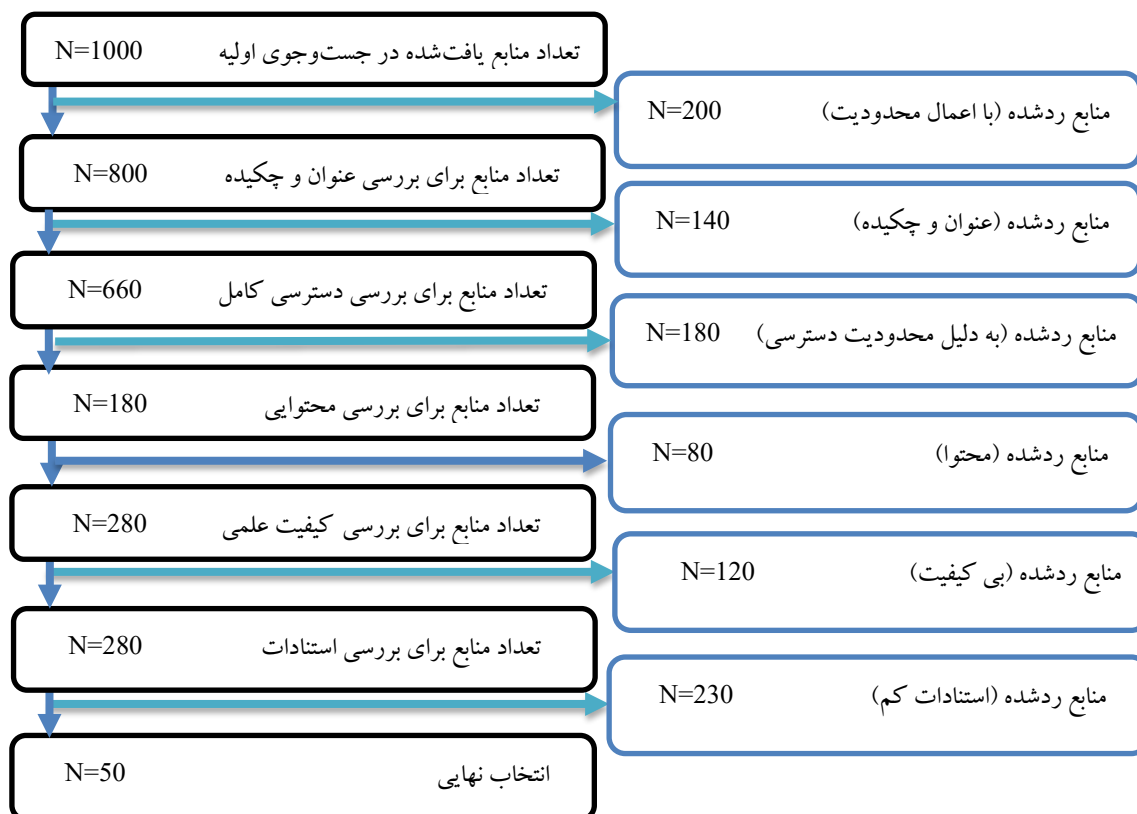 تعداد منابع یافت‌شده در جست‌وجوی اولیه N=1000
منابع ردشده (با اعمال محدودیت) N=200
تعداد منابع برای بررسی عنوان و چکیده N=800
منابع ردشده (عنوان و چکیده) N=140
تعداد منابع برای بررسی دسترسی کامل N=660
منابع ردشده (به دلیل محدودیت دسترسی) N=180
تعداد منابع برای بررسی محتوایی N=180
منابع ردشده (محتوا) N=80
تعداد منابع برای بررسی کیفیت علمی N=280
منابع ردشده (بی کیفیت) N=120
تعداد منابع برای بررسی استنادات N=280
منابع ردشده (استنادات کم) N=230
انتخاب نهایی N=50